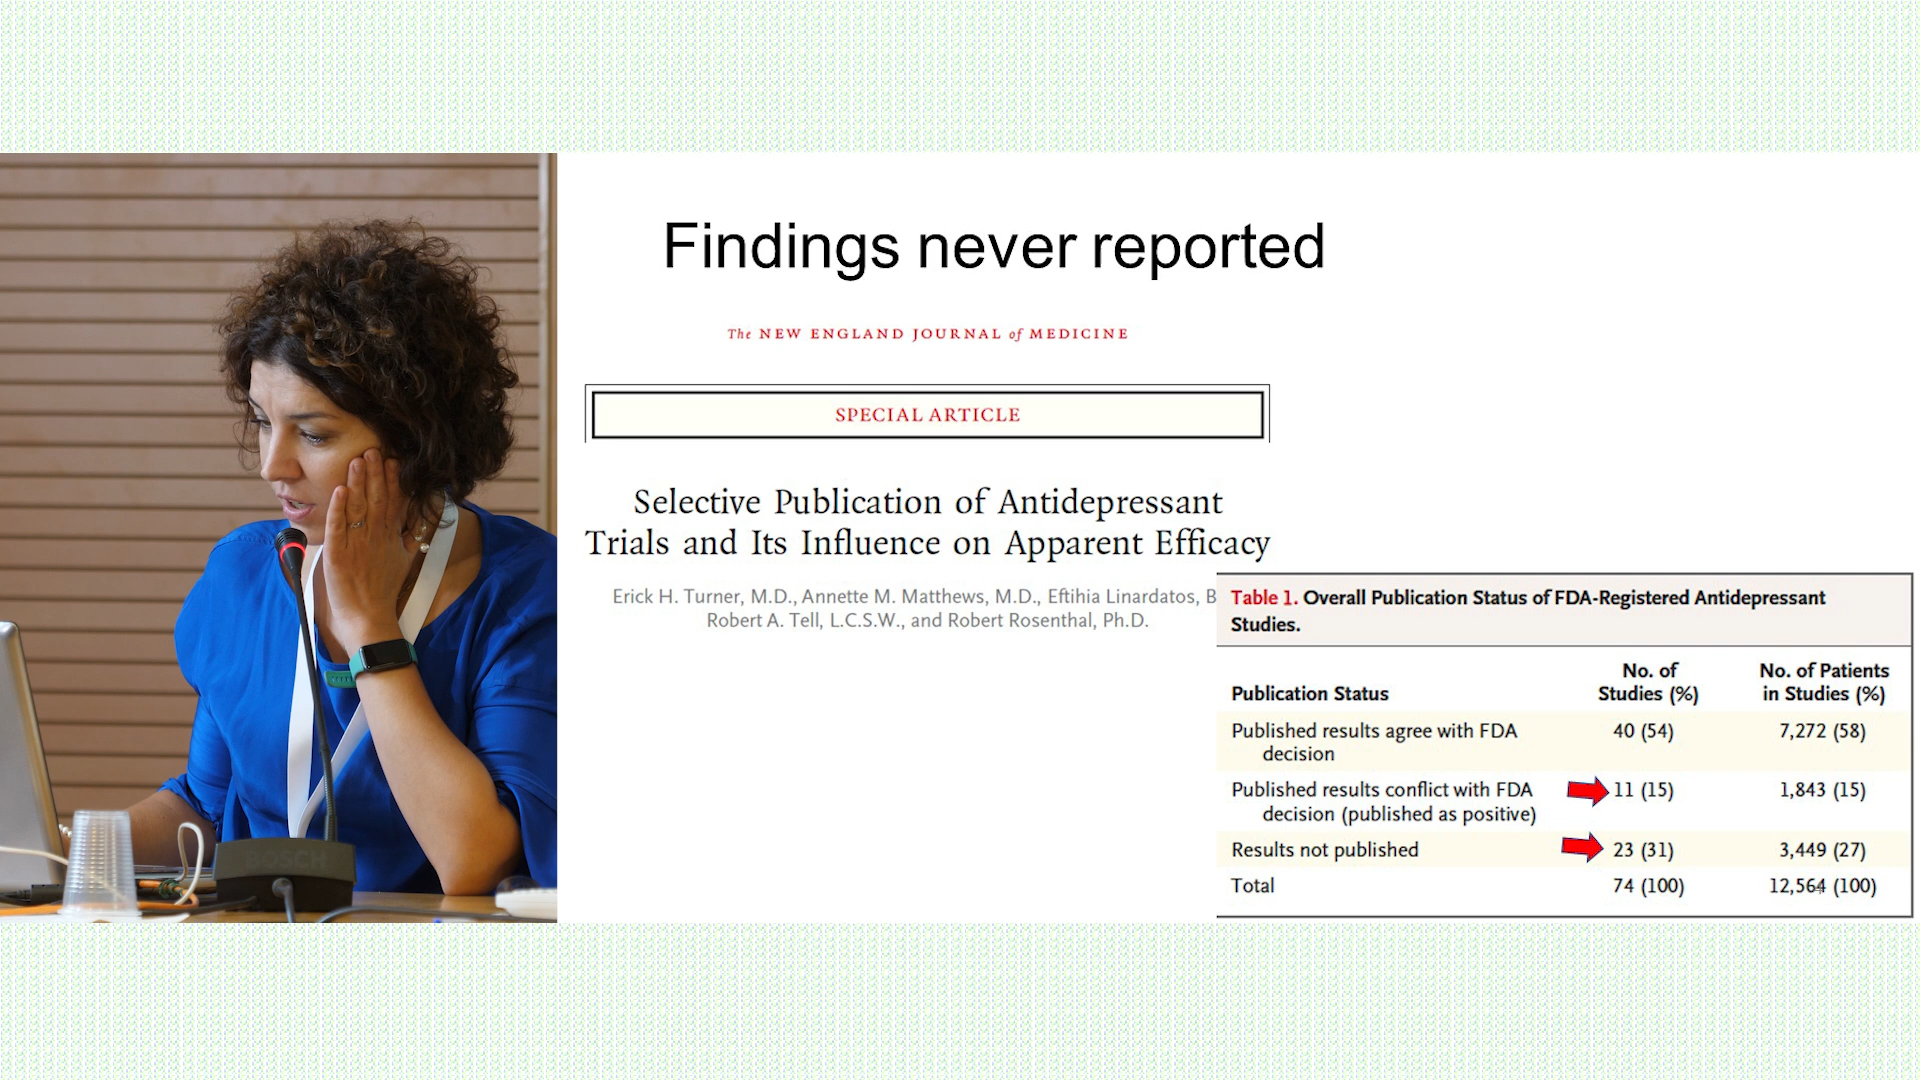 Findings never reported
The NEW ENGLAND JOURNAL of MEDICINE
SPECIAL ARTICLE
Selective Publication of Antidepressant
Trials and Its Influence on Apparent Efficacy
Erick H. Turner, M.D., Annette M. Matthews, M.D., Eftihia Linardatos, B
Robert A. Tell, L.C.S.W., and Robert Rosenthal, Ph.D.
Table 1. Overall Publication Status of FDA-Registered Antidepressant
Studies.
Publication Status No. of Studies (%) No. of Patients in Studies (%)
Published results agree with FDA 40 (54) 7,272 (58)
decision
Published results conflict with FDA 11 (15) 1,843 (15)
decision (published as positive)
Results not published 23 (31) 3,449 (27)
Total 74 (100) 12,564 (100)
BOSCH